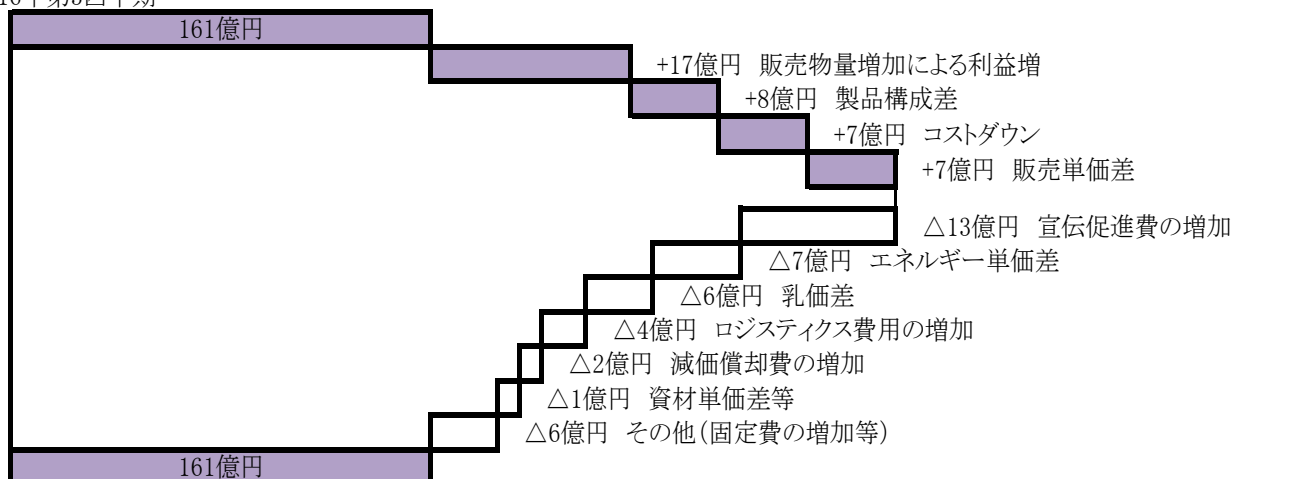 161億円
+17億円 販売物量増加による利益増
+8億円 製品構成差
+7億円 コストダウン
+7億円 販売単価差
△13億円 宣伝促進費の増加
△7億円 エネルギー単価差
△6億円 乳価差
△4億円 ロジスティクス費用の増加
△2億円 減価償却費の増加
△1億円 資材単価差等
△6億円 その他(固定費の増加等)
161億円